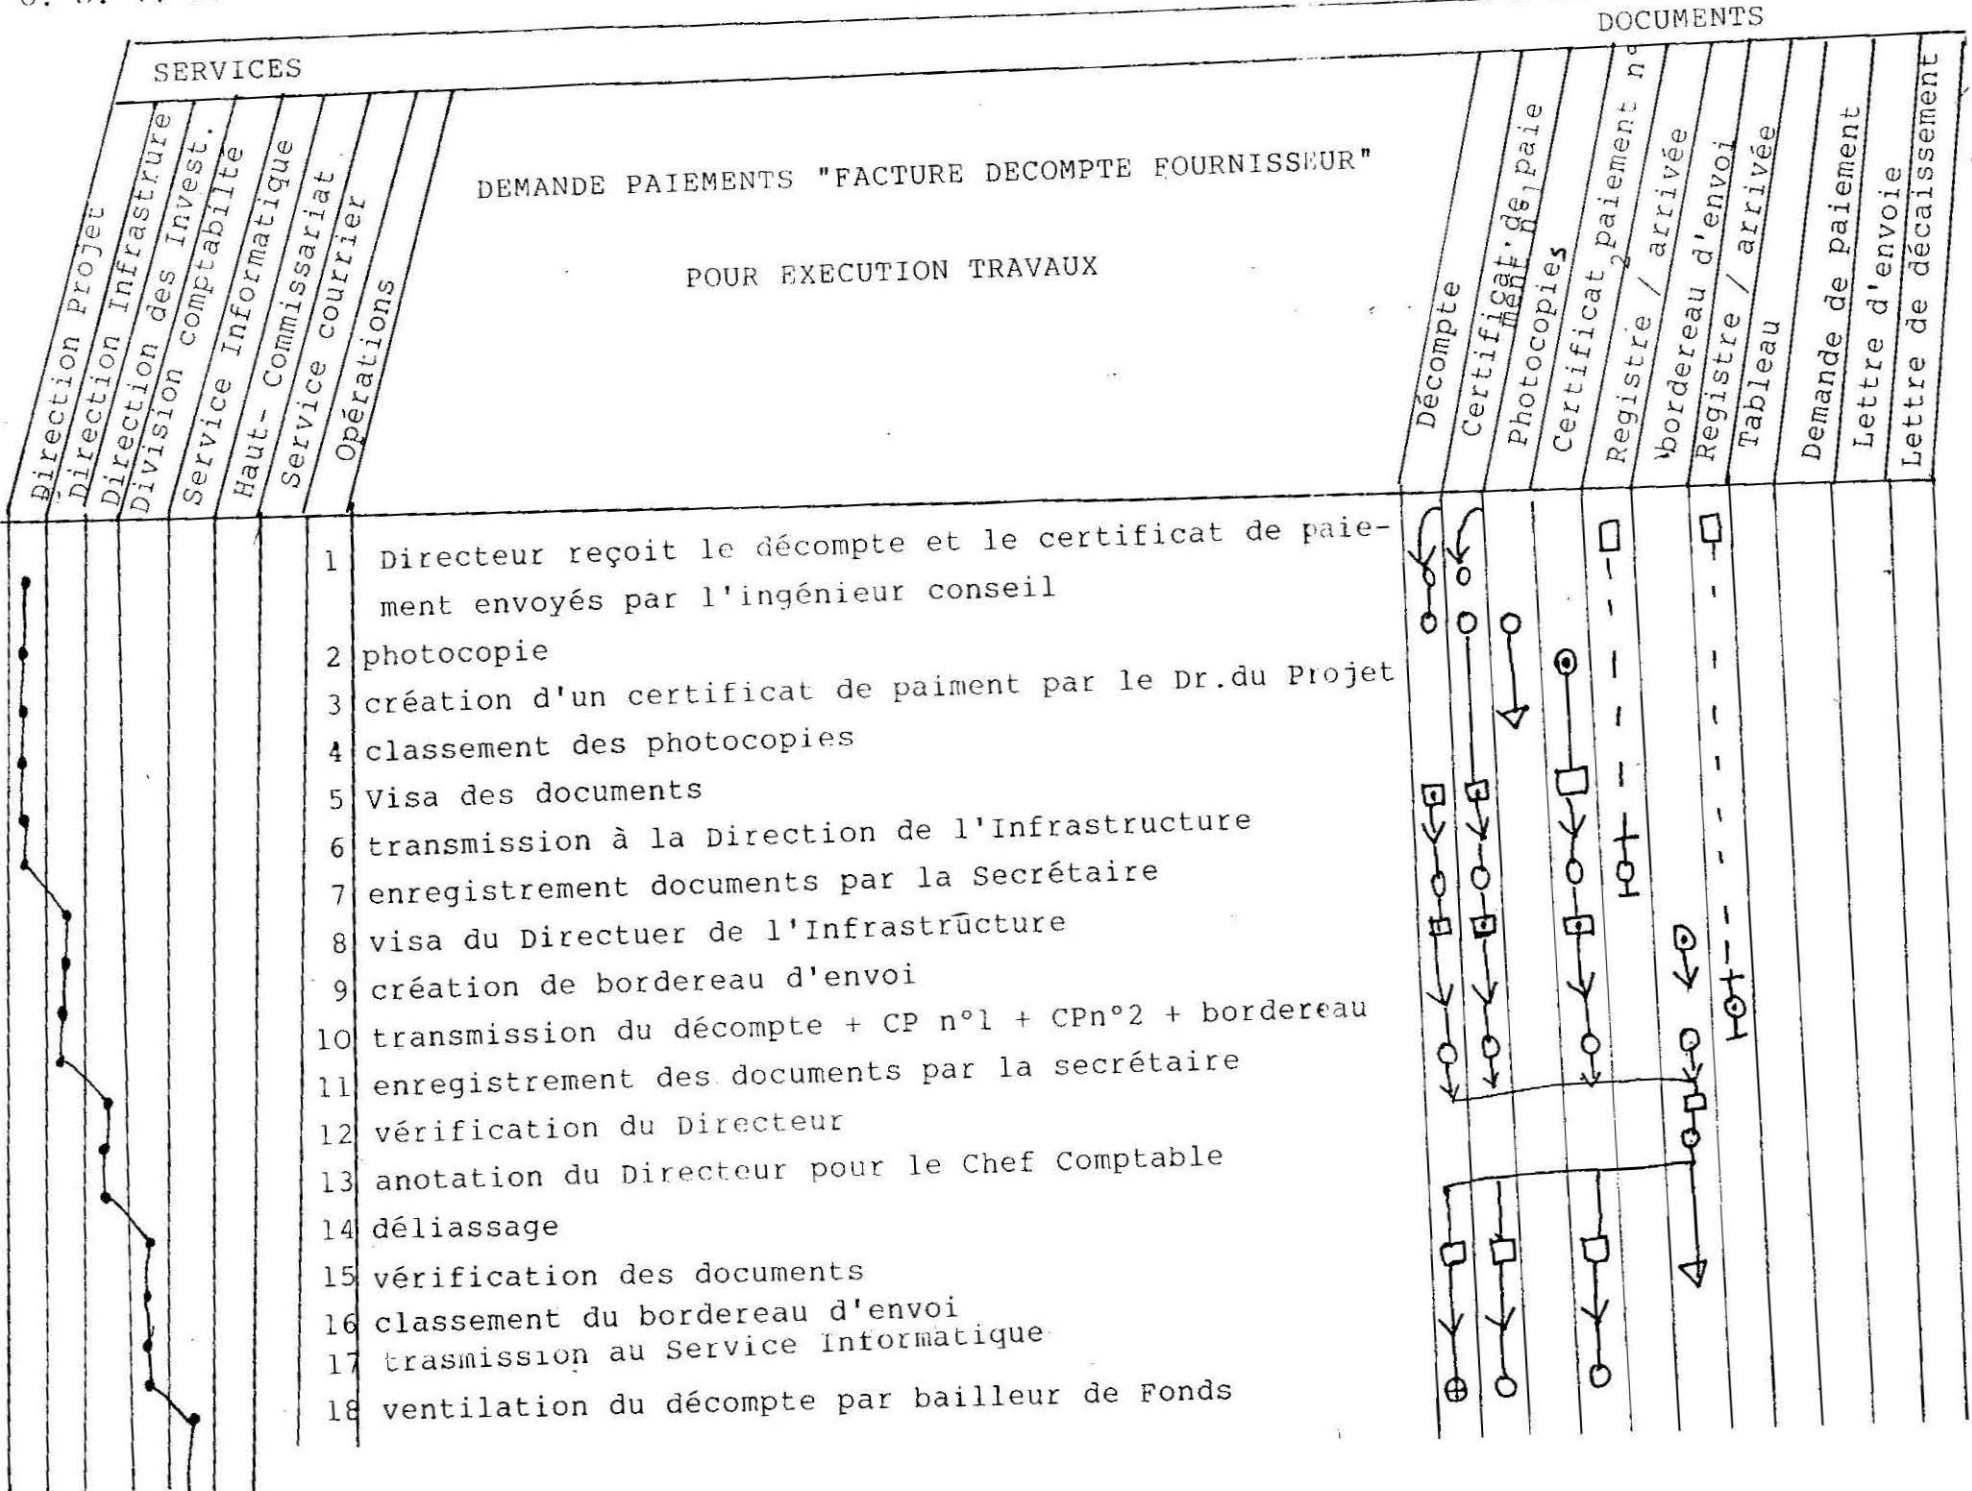 DOCUMENTS
SERVICES
Direction Projet
Direction Infrastrure
Direction des Invest.
Division comptabilté
Service Informatique
Haut- Commissariat
Service courrier
Opérations
DEMANDE PAIEMENTS "FACTURE DECOMPTE FOURNISSEUR"
POUR EXECUTION TRAVAUX
Décompte
Certificat de paie
ment n°1
Photocopies
Certificat paiement n°
2
Registre / arrivée
bordereau d'envoi
Registre / arrivée
Tableau
Demande de paiement
Lettre d'envoie
Lettre de décaissement
1 Directeur reçoit le décompte et le certificat de paie-
ment envoyés par l'ingénieur conseil
2 photocopie
3 création d'un certificat de paiment par le Dr.du Projet
4 classement des photocopies
5 Visa des documents
6 transmission à la Direction de l'Infrastructure
7 enregistrement documents par la Secrétaire
8 visa du Directuer de l'Infrastructure
9 création de bordereau d'envoi
10 transmission du décompte + CP n°1 + CPn°2 + bordereau
11 enregistrement des documents par la secrétaire
12 vérification du Directeur
13 anotation du Directeur pour le Chef Comptable
14 déliassage
15 vérification des documents
16 classement du bordereau d'envoi
17 trasmission au Service Informatique
18 ventilation du décompte par bailleur de Fonds